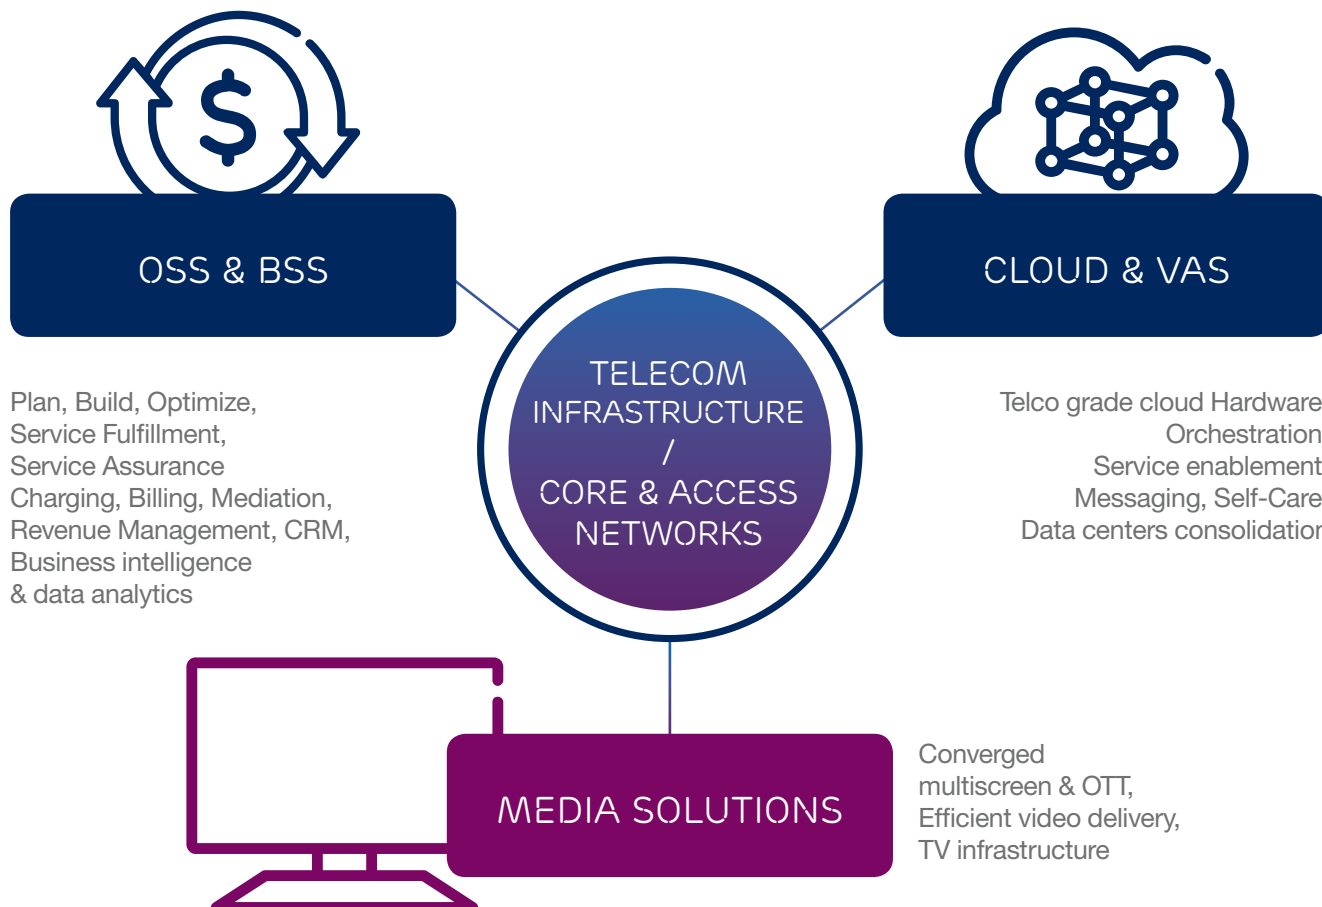 $
OSS & BSS
CLOUD & VAS
TELECOM
INFRASTRUCTURE
/
CORE & ACCESS
NETWORKS
Plan, Build, Optimize,
Service Fulfillment,
Service Assurance
Charging, Billing, Mediation,
Revenue Management, CRM,
Business intelligence
& data analytics
Telco grade cloud Hardware
Orchestration
Service enablement
Messaging, Self-Care
Data centers consolidation
MEDIA SOLUTIONS
Converged
multiscreen & OTT,
Efficient video delivery,
TV infrastructure